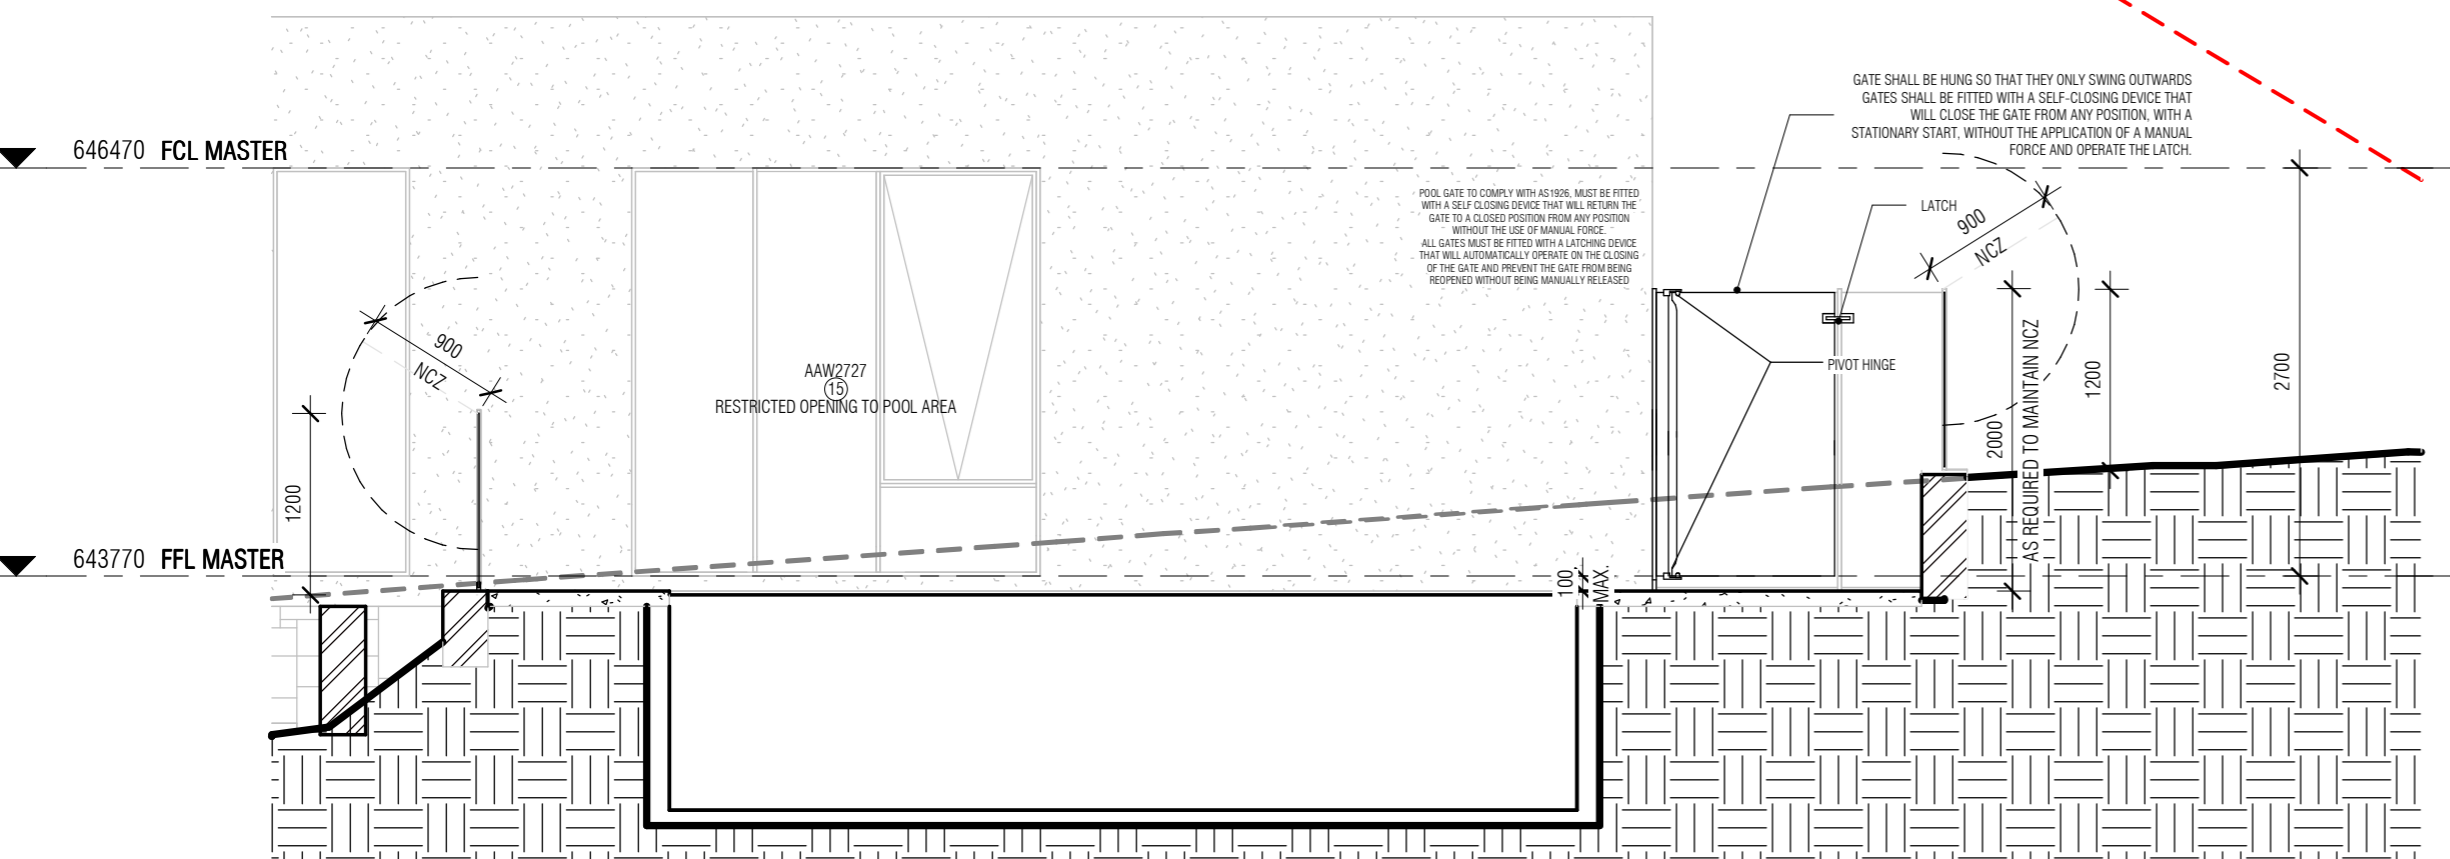 GATE SHALL BE HUNG SO THAT THEY ONLY SWING OUTWARDS
GATES SHALL BE FITTED WITH A SELF-CLOSING DEVICE THAT
WILL CLOSE THE GATE FROM ANY POSITION, WITH A
STATIONARY START, WITHOUT THE APPLICATION OF A MANUAL
FORCE AND OPERATE THE LATCH.
646470 FCL MASTER
POOL GATE TO COMPLY WITH AS1926, MUST BE FITTED
WITH A SELF CLOSING DEVICE THAT WILL RETURN THE
GATE TO A CLOSED POSITION FROM ANY POSITION
WITHOUT THE USE OF MANUAL FORCE.
ALL GATES MUST BE FITTED WITH A LATCHING DEVICE
THAT WILL AUTOMATICALLY OPERATE ON THE CLOSING
OF THE GATE AND PREVENT THE GATE FROM BEING
REOPENED WITHOUT BEING MANUALLY RELEASED
LATCH
900
NCZ
900
NCZ
AAW2727
15
RESTRICTED OPENING TO POOL AREA
PIVOT HINGE
1200
2000
AS REQUIRED TO MAINTAIN NCZ
1200
2700
643770 FFL MASTER
100
MAX.